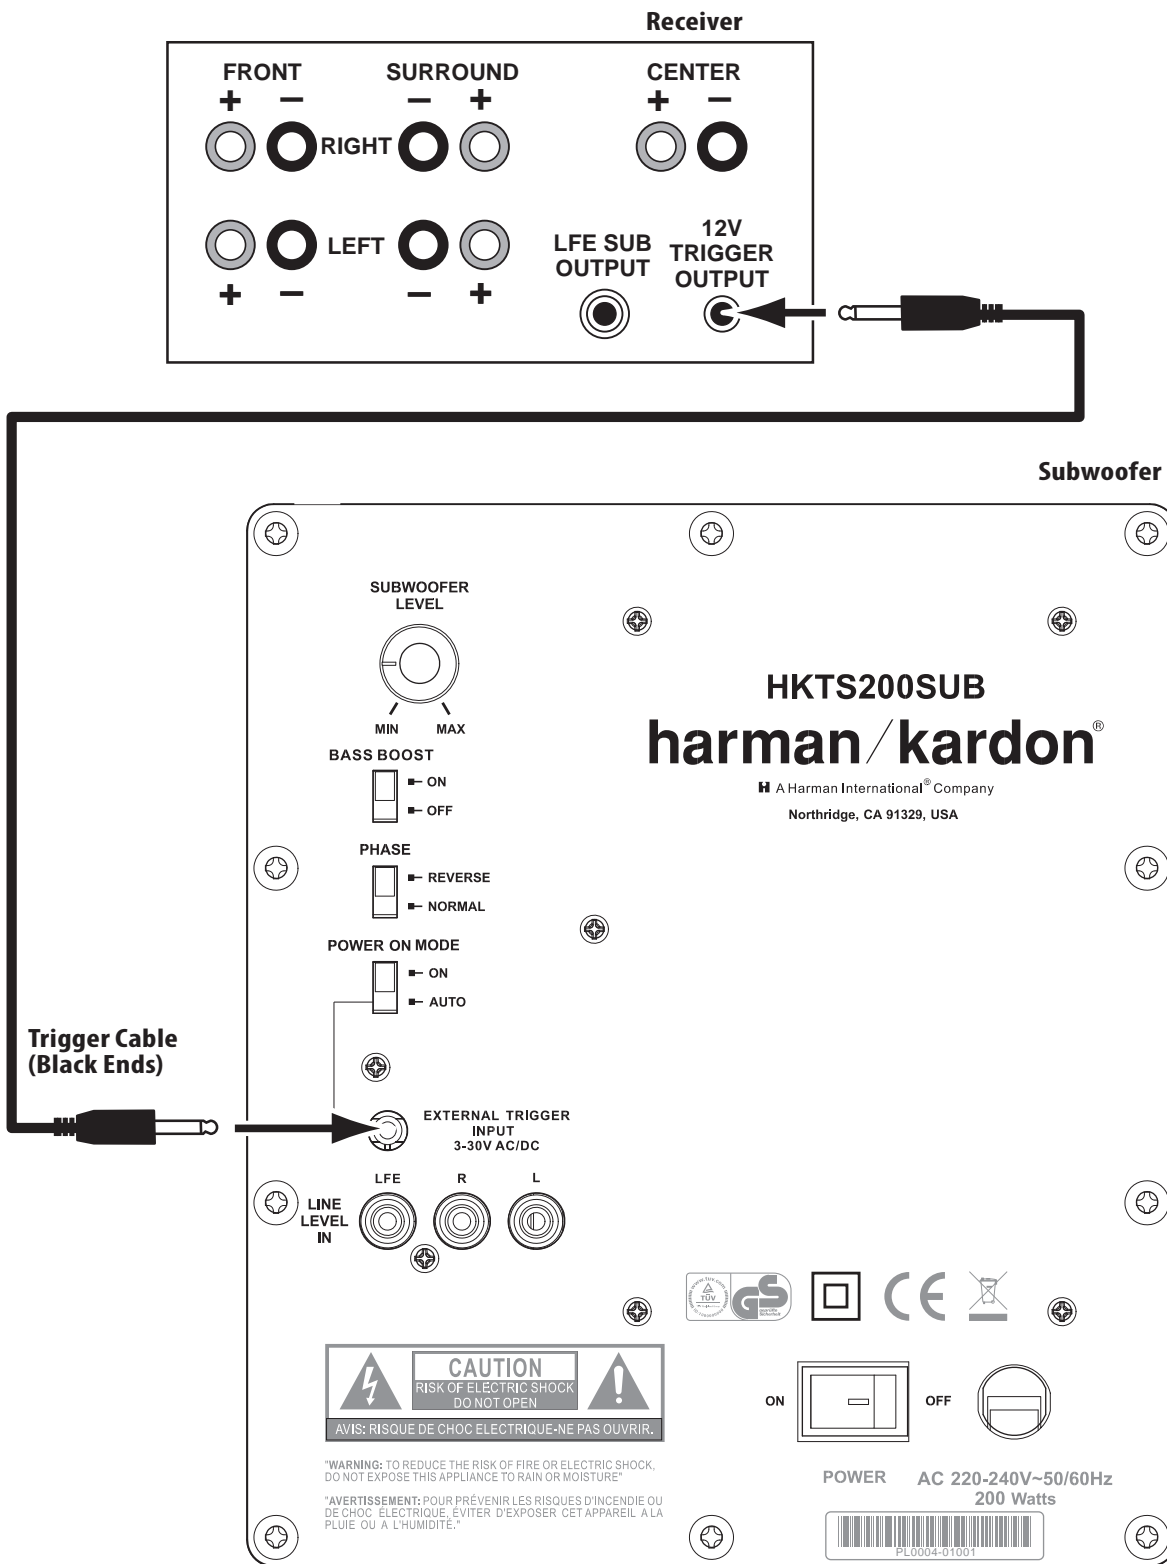 Receiver
FRONT SURROUND CENTER
+ – – + + –
RIGHT
LEFT
+ – – +
LFE SUB
OUTPUT
12V
TRIGGER
OUTPUT
Subwoofer
SUBWOOFER
LEVEL
MIN MAX
BASS BOOST
ON
OFF
PHASE
REVERSE
NORMAL
POWER ON MODE
ON
AUTO
HKTS200SUB
harman/kardon®
A Harman International® Company
Northridge, CA 91329, USA
Trigger Cable
(Black Ends)
EXTERNAL TRIGGER
INPUT
3-30V AC/DC
LFE R L
LINE
LEVEL
IN
TÜV
GS
geprüfte
Sicherheit
CE
CAUTION
RISK OF ELECTRIC SHOCK
DO NOT OPEN
AVIS: RISQUE DE CHOC ELECTRIQUE-NE PAS OUVRIR.
"WARNING: TO REDUCE THE RISK OF FIRE OR ELECTRIC SHOCK,
DO NOT EXPOSE THIS APPLIANCE TO RAIN OR MOISTURE"
"AVERTISSEMENT: POUR PRÉVENIR LES RISQUES D'INCENDIE OU
DE CHOC ÉLECTRIQUE, ÉVITER D'EXPOSER CET APPAREIL A LA
PLUIE OU A L'HUMIDITÉ."
ON OFF
POWER
AC 220-240V~50/60Hz
200 Watts
PL0004-01001